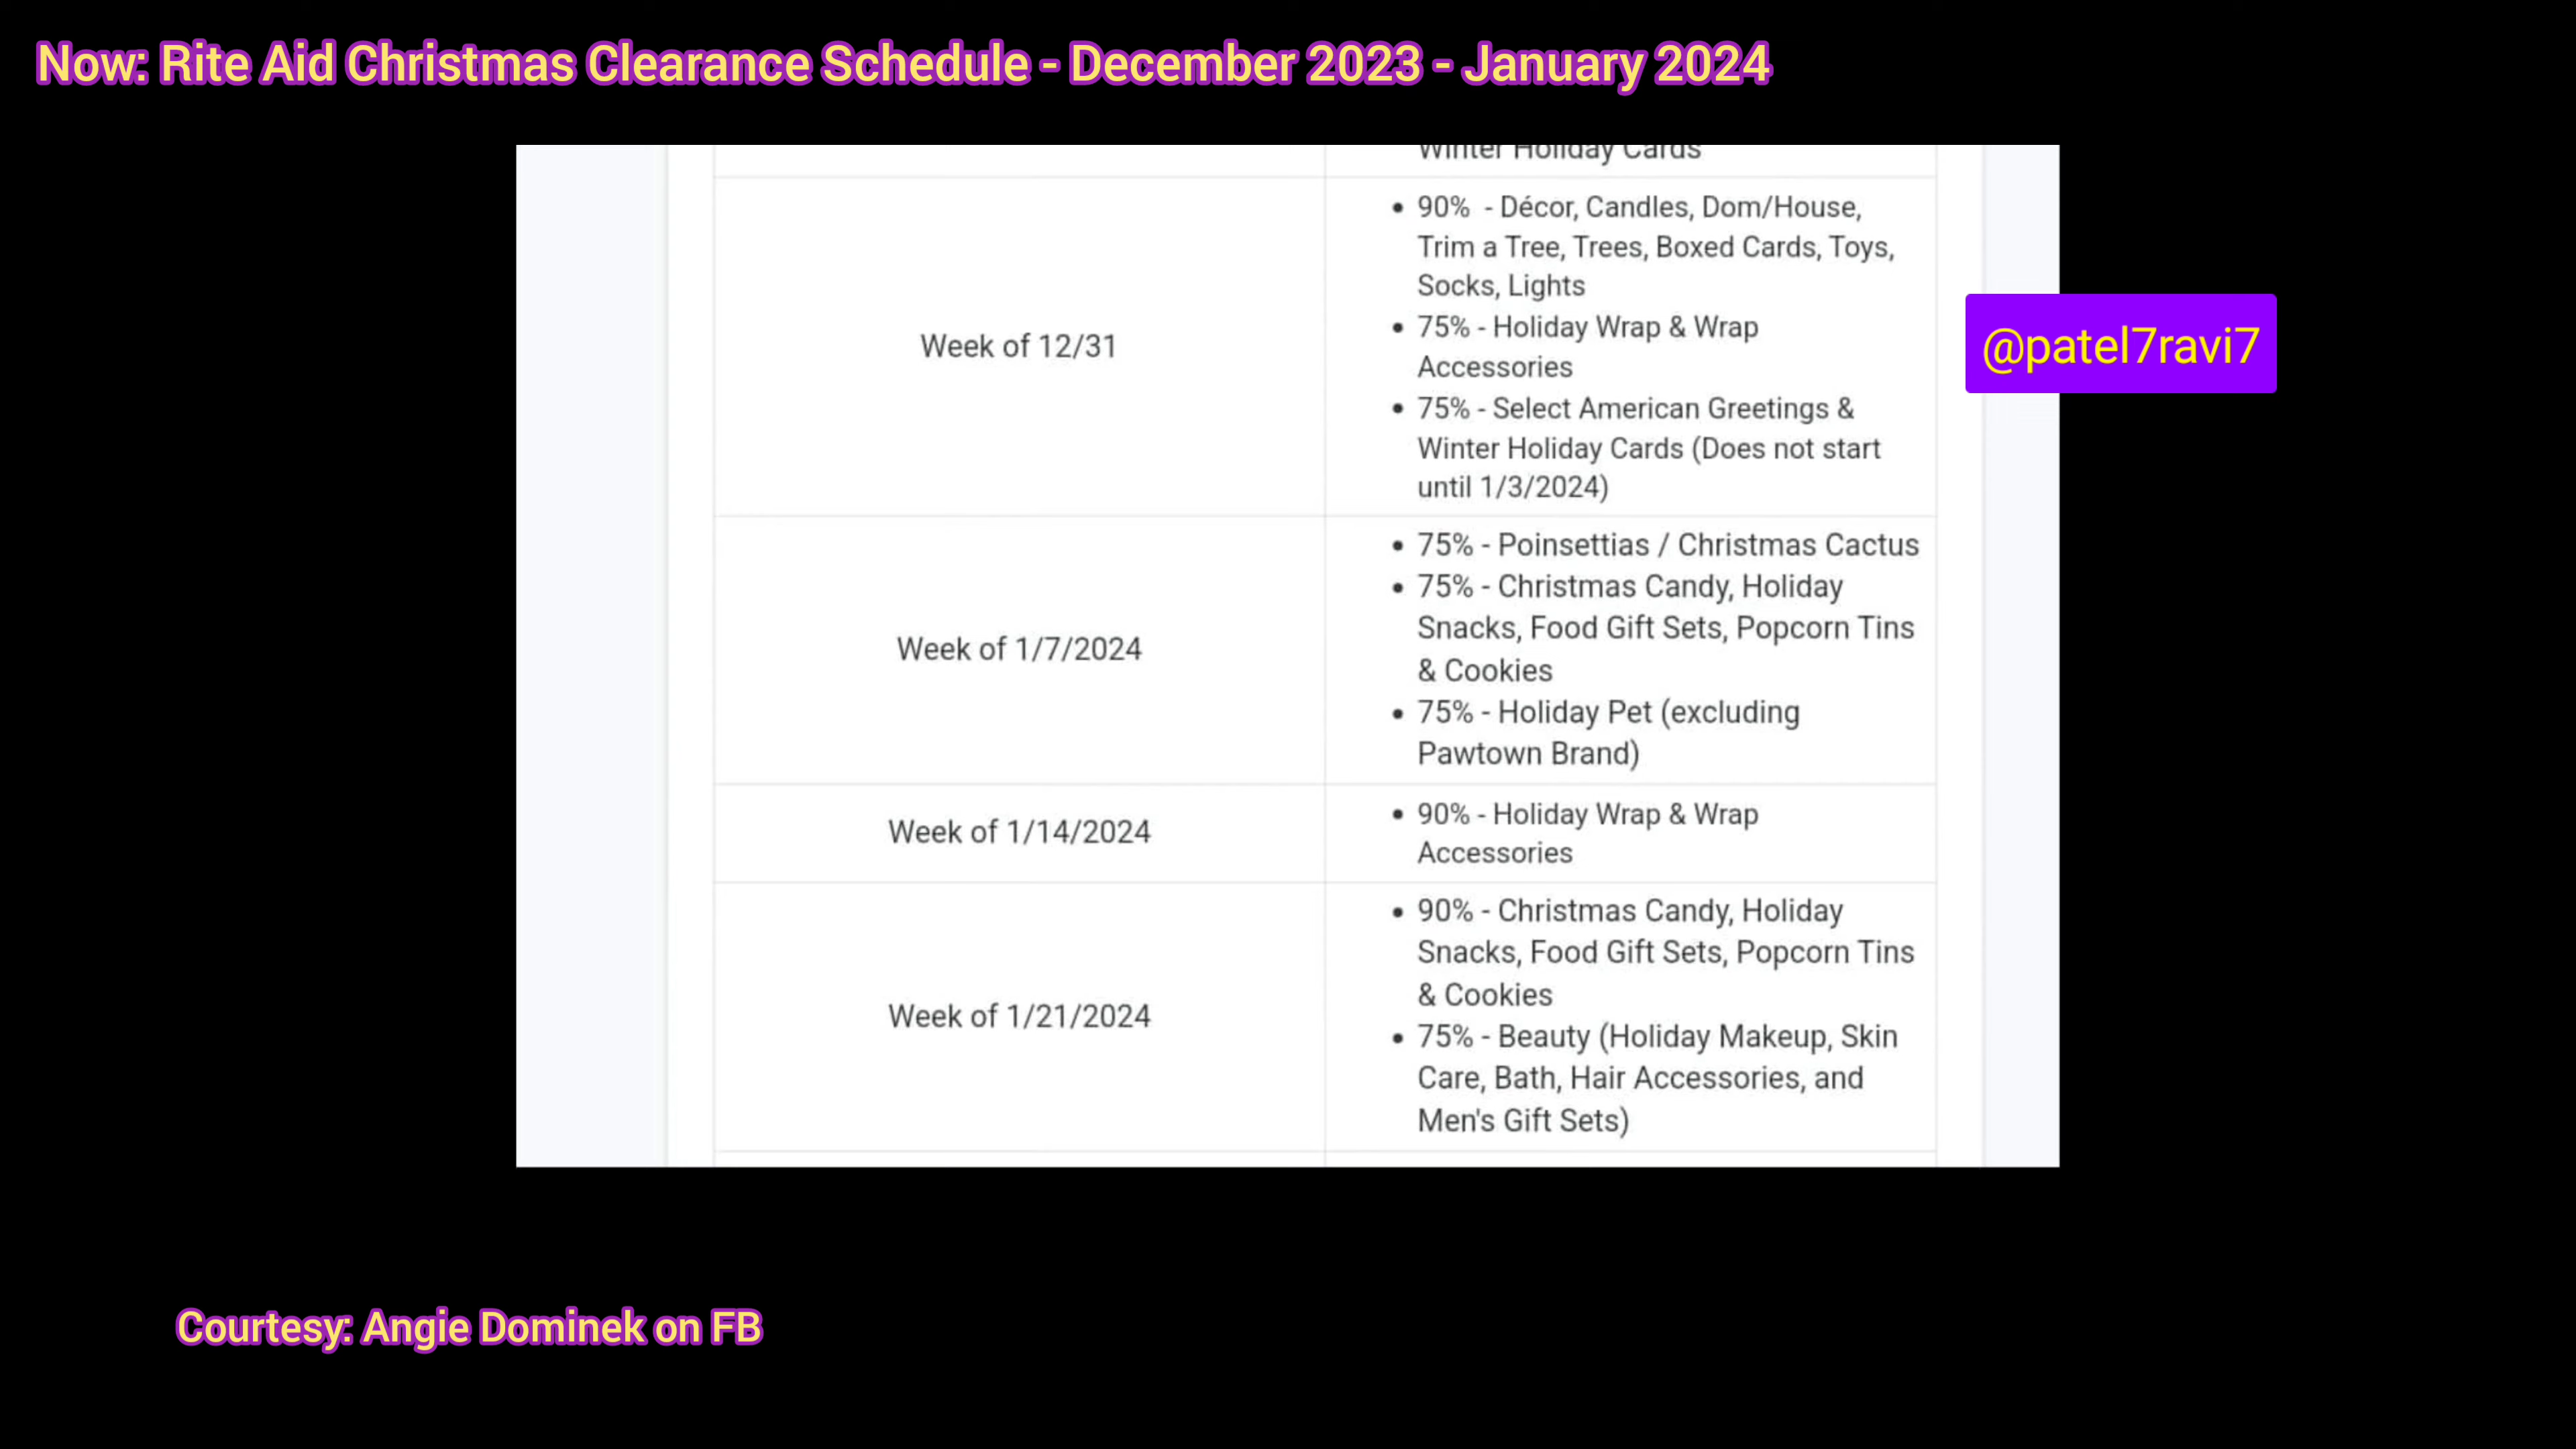 Now: Rite Aid Christmas Clearance Schedule - December 2023 - January 2024
Winter Holiday Cards
Week of 12/31
• 90%  - Décor, Candles, Dom/House,
Trim a Tree, Trees, Boxed Cards, Toys,
Socks, Lights
• 75% - Holiday Wrap & Wrap
Accessories
• 75% - Select American Greetings &
Winter Holiday Cards (Does not start
until 1/3/2024)
@patel7ravi7
Week of 1/7/2024
• 75% - Poinsettias / Christmas Cactus
• 75% - Christmas Candy, Holiday
Snacks, Food Gift Sets, Popcorn Tins
& Cookies
• 75% - Holiday Pet (excluding
Pawtown Brand)
Week of 1/14/2024
• 90% - Holiday Wrap & Wrap
Accessories
Week of 1/21/2024
• 90% - Christmas Candy, Holiday
Snacks, Food Gift Sets, Popcorn Tins
& Cookies
• 75% - Beauty (Holiday Makeup, Skin
Care, Bath, Hair Accessories, and
Men's Gift Sets)
Courtesy: Angie Dominek on FB